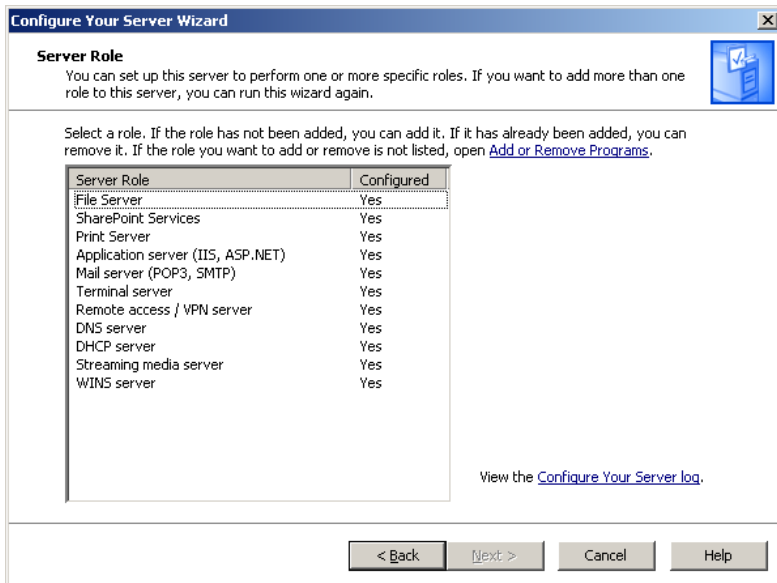 Configure Your Server Wizard
Server Role
You can set up this server to perform one or more specific roles. If you want to add more than one
role to this server, you can run this wizard again.
Select a role. If the role has not been added, you can add it. If it has already been added, you can
remove it. If the role you want to add or remove is not listed, open Add or Remove Programs.
Server Role Configured
File Server Yes
SharePoint Services Yes
Print Server Yes
Application server (IIS, ASP.NET) Yes
Mail server (POP3, SMTP) Yes
Terminal server Yes
Remote access / VPN server Yes
DNS server Yes
DHCP server Yes
Streaming media server Yes
WINS server Yes
View the Configure Your Server log.
< Back Next > Cancel Help